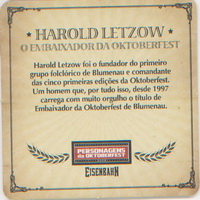 HAROLD LETZOW
O EMBAIXADOR DA OKTOBERFEST
Harold Letzow foi o fundador do primeiro
grupo folclórico de Blumenau e comandante
das cinco primeiras edições da Oktoberfest.
Um homem que, por tudo isso, desde 1997
carrega com muito orgulho o título de
Embaixador da Oktoberfest de Blumenau.
PERSONAGENS
da OKTOBERFEST
EISENBAHN